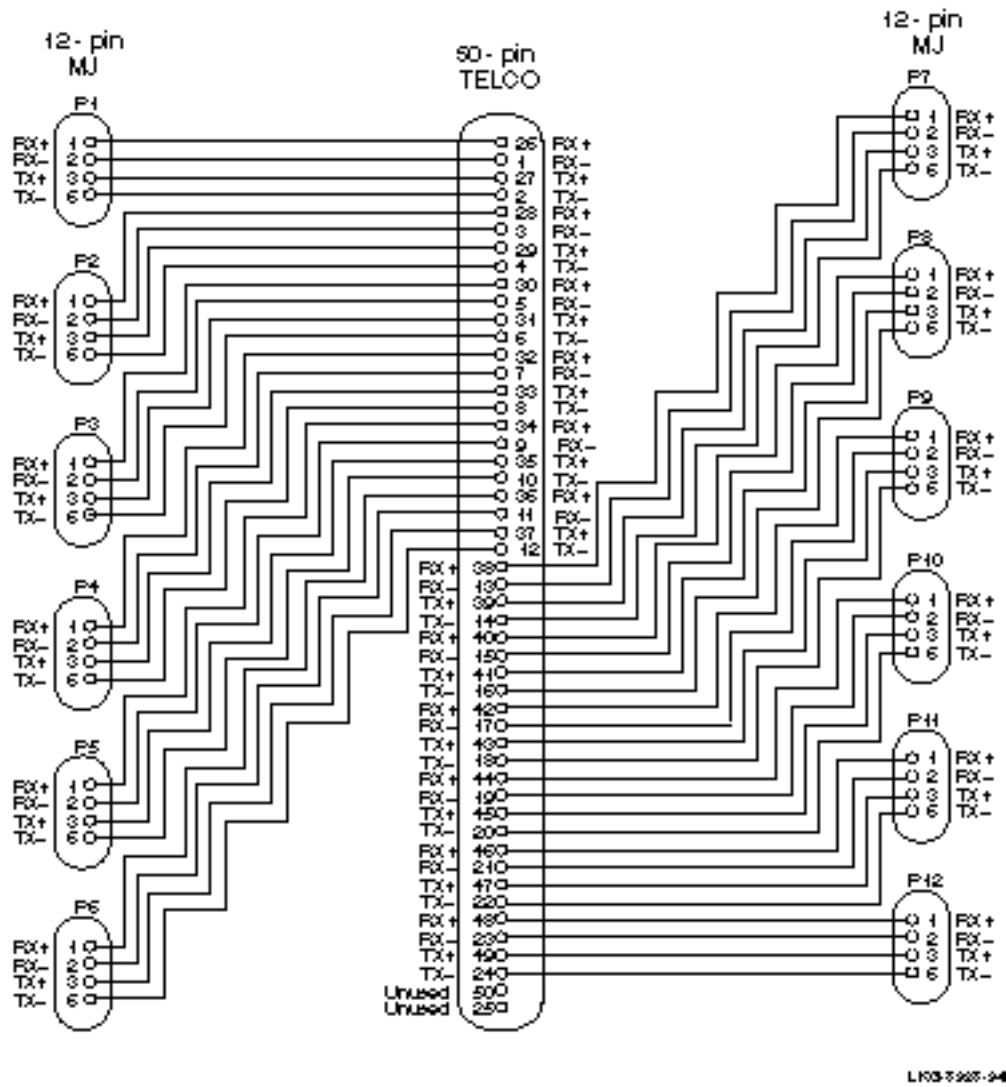 12- pin
MJ
50- pin
TELCO
12- pin
MJ
P1
RX+ 1
RX- 2
TX+ 3
TX- 6
P2
RX+ 1
RX- 2
TX+ 3
TX- 6
P3
RX+ 1
RX- 2
TX+ 3
TX- 6
P4
RX+ 1
RX- 2
TX+ 3
TX- 6
P5
RX+ 1
RX- 2
TX+ 3
TX- 6
P6
RX+ 1
RX- 2
TX+ 3
TX- 6
26 RX+
1 RX-
27 TX+
2 TX-
28 RX+
3 RX-
29 TX+
4 TX-
30 RX+
5 RX-
31 TX+
6 TX-
32 RX+
7 RX-
33 TX+
8 TX-
34 RX+
9 RX-
35 TX+
10 TX-
36 RX+
11 RX-
37 TX+
12 TX-
RX+ 38
RX- 13
TX+ 39
TX- 14
RX+ 40
RX- 15
TX+ 41
TX- 16
RX+ 42
RX- 17
TX+ 43
TX- 18
RX+ 44
RX- 19
TX+ 45
TX- 20
RX+ 46
RX- 21
TX+ 47
TX- 22
RX+ 48
RX- 23
TX+ 49
TX- 24
Unused 50
Unused 25
P7
1 RX+
2 RX-
3 TX+
6 TX-
P8
1 RX+
2 RX-
3 TX+
6 TX-
P9
1 RX+
2 RX-
3 TX+
6 TX-
P10
1 RX+
2 RX-
3 TX+
6 TX-
P11
1 RX+
2 RX-
3 TX+
6 TX-
P12
1 RX+
2 RX-
3 TX+
6 TX-